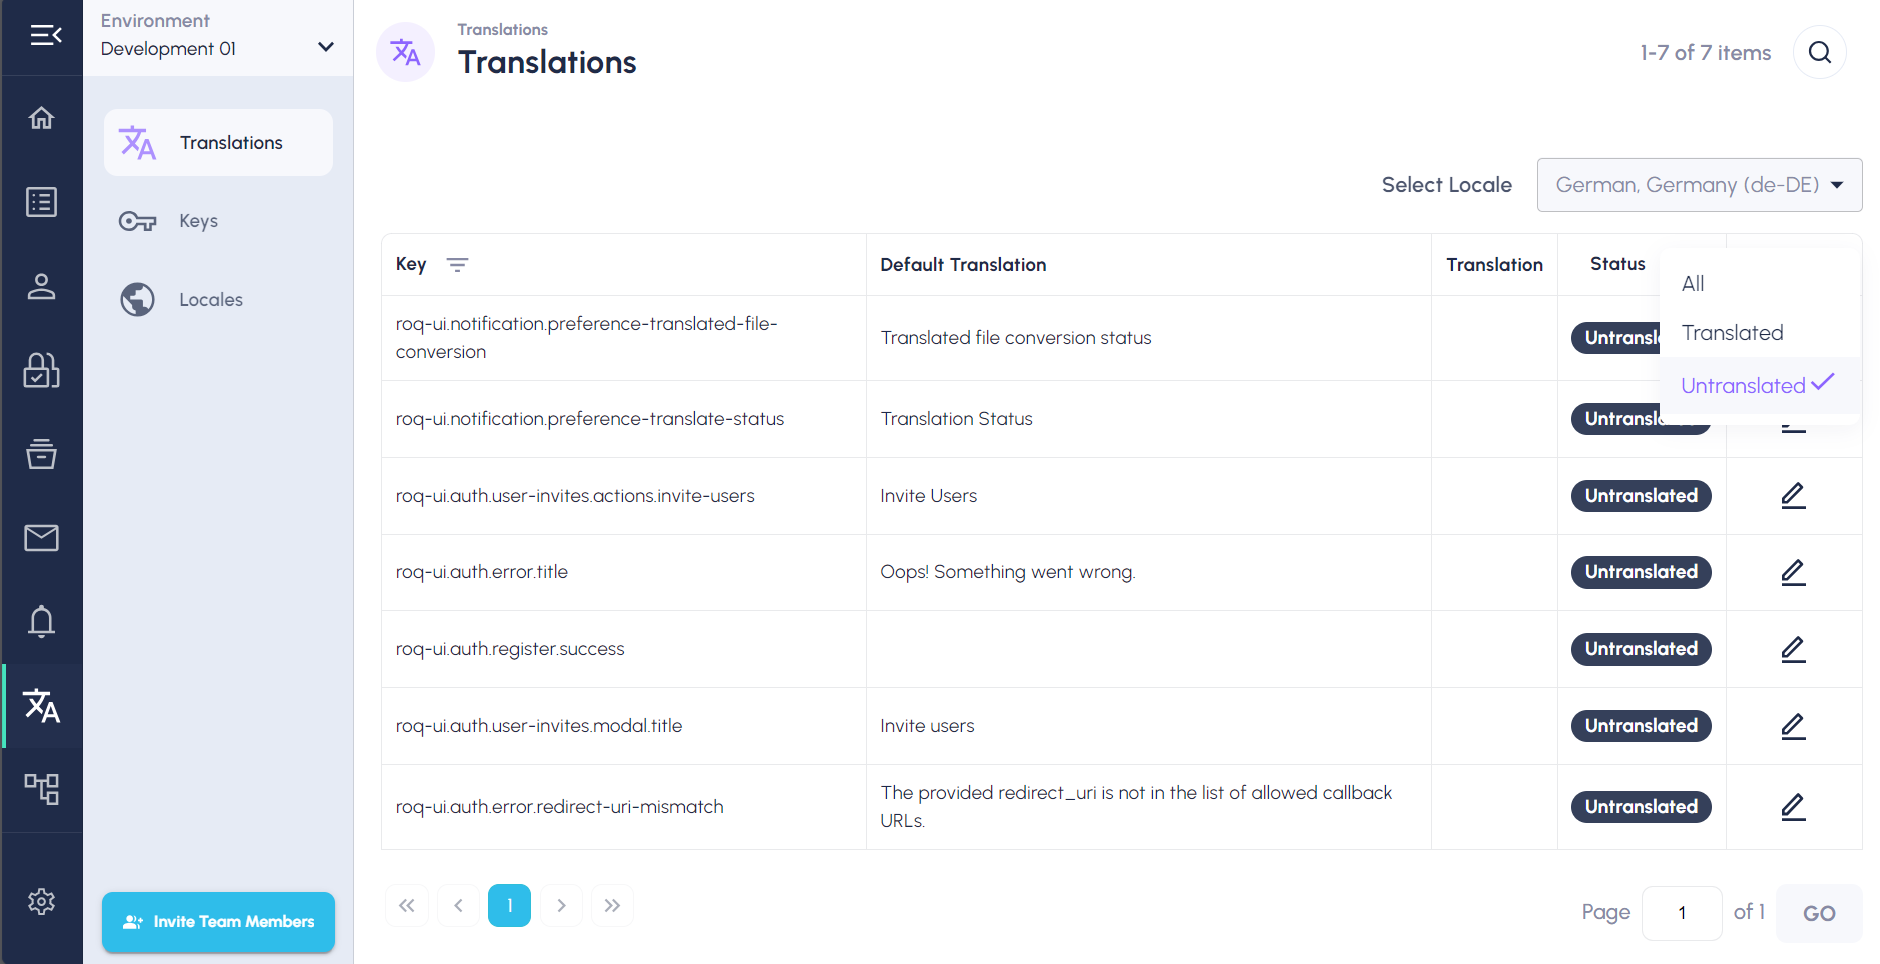 Environment
Development 01
Translations
Keys
Locales
Invite Team Members
Translations
Translations
1-7 of 7 items
Select Locale
German, Germany (de-DE)
Key
Default Translation
Translation
Status
All
Translated
Untranslated
roq-ui.notification.preference-translated-file-
conversion
Translated file conversion status
roq-ui.notification.preference-translate-status
Translation Status
roq-ui.auth.user-invites.actions.invite-users
Invite Users
Untranslated
roq-ui.auth.error.title
Oops! Something went wrong.
Untranslated
roq-ui.auth.register.success
Untranslated
roq-ui.auth.user-invites.modal.title
Invite users
Untranslated
roq-ui.auth.error.redirect-uri-mismatch
The provided redirect_uri is not in the list of allowed callback
URLs.
Untranslated
1
Page
1
of 1
GO